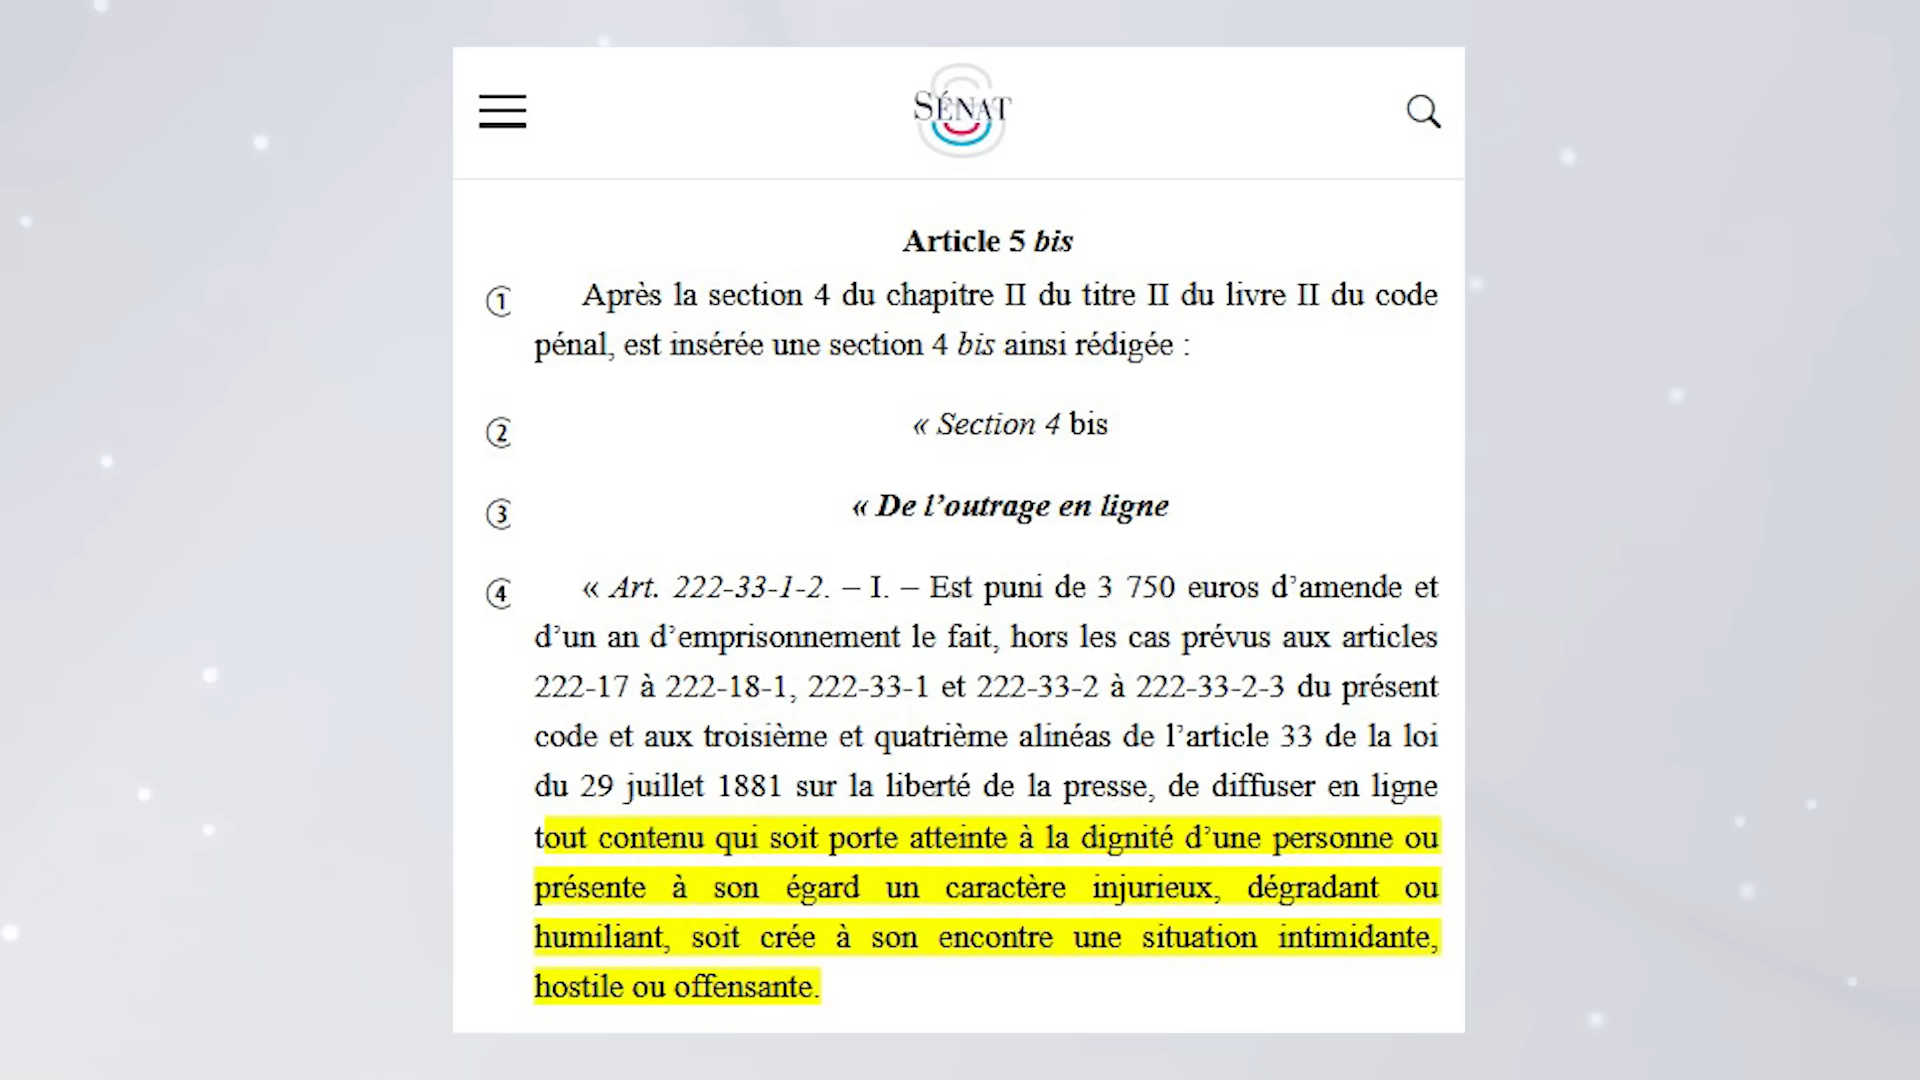 SÉNAT
Article 5 bis
① Après la section 4 du chapitre II du titre II du livre II du code
pénal, est insérée une section 4 bis ainsi rédigée :
② « Section 4 bis
③ « De l’outrage en ligne
④ « Art. 222-33-1-2. – I. – Est puni de 3 750 euros d’amende et
d’un an d’emprisonnement le fait, hors les cas prévus aux articles
222-17 à 222-18-1, 222-33-1 et 222-33-2 à 222-33-2-3 du présent
code et aux troisième et quatrième alinéas de l’article 33 de la loi
du 29 juillet 1881 sur la liberté de la presse, de diffuser en ligne
tout contenu qui soit porte atteinte à la dignité d’une personne ou
présente à son égard un caractère injurieux, dégradant ou
humiliant, soit crée à son encontre une situation intimidante,
hostile ou offensante.